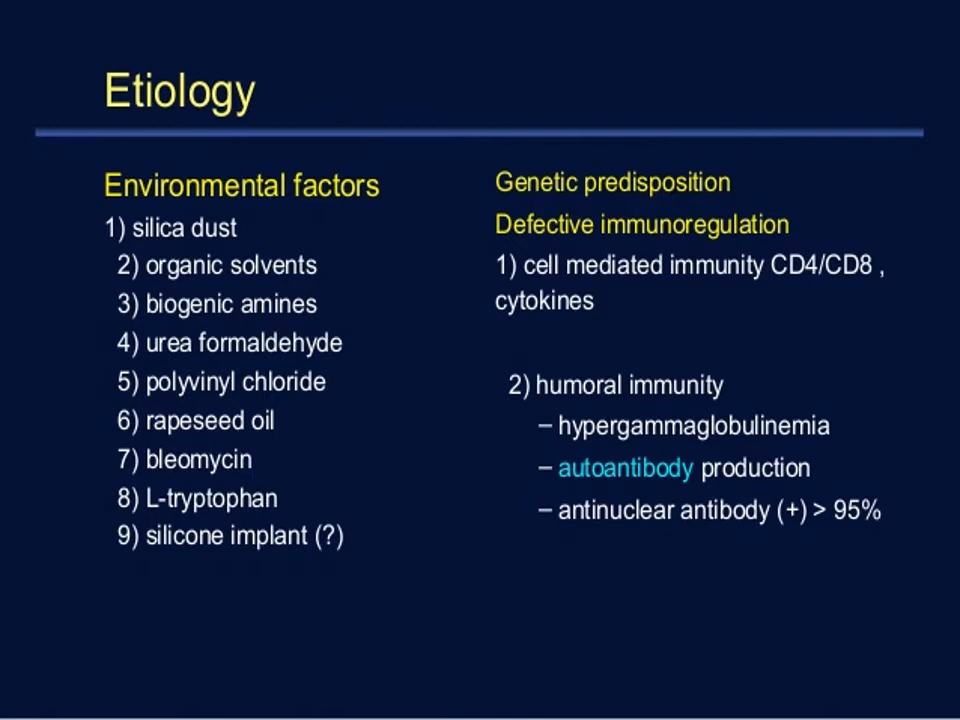 Etiology
Environmental factors
1) silica dust
2) organic solvents
3) biogenic amines
4) urea formaldehyde
5) polyvinyl chloride
6) rapeseed oil
7) bleomycin
8) L-tryptophan
9) silicone implant (?)
Genetic predisposition
Defective immunoregulation
1) cell mediated immunity CD4/CD8 ,
cytokines
2) humoral immunity
– hypergammaglobulinemia
– autoantibody production
– antinuclear antibody (+) > 95%